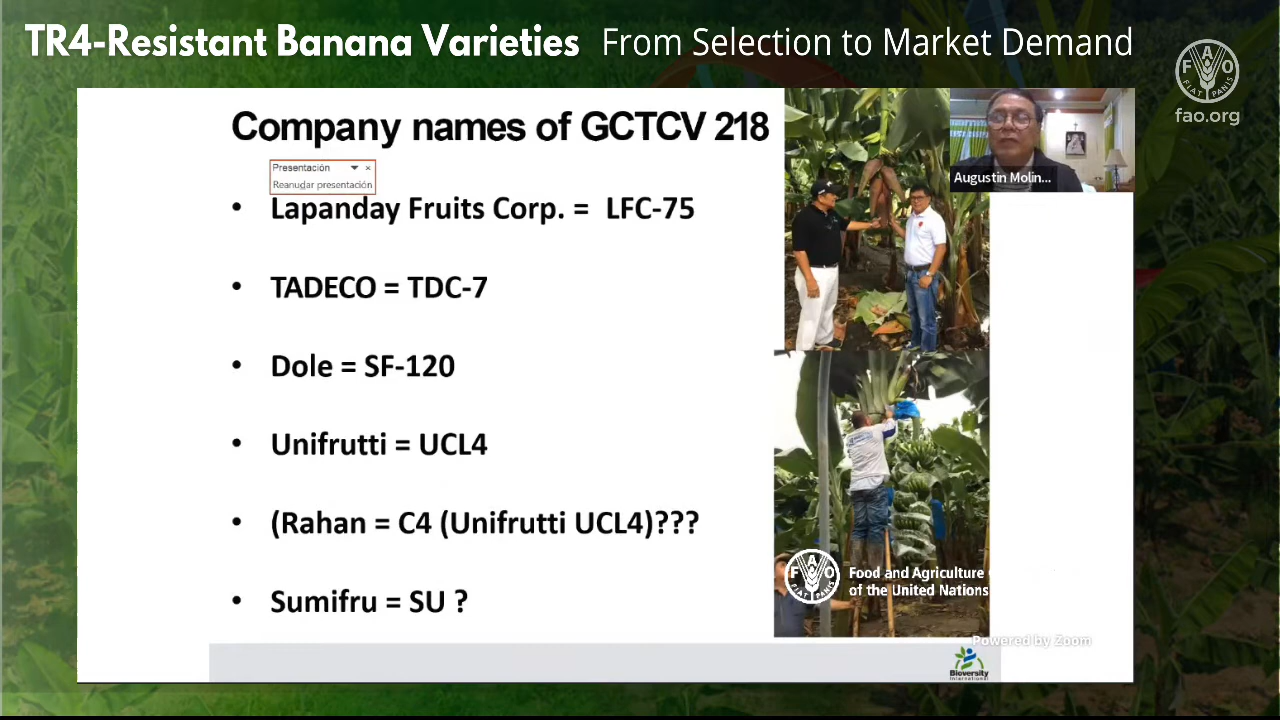 TR4-Resistant Banana Varieties From Selection to Market Demand
F A O
FIAT PANIS
fao.org
Company names of GCTCV 218
Augustin Molin...
Presentación
Reanudar presentación
• Lapanday Fruits Corp. = LFC-75
• TADECO = TDC-7
• Dole = SF-120
• Unifrutti = UCL4
• (Rahan = C4 (Unifrutti UCL4)???
• Sumifru = SU ?
F A O
FIAT PANIS
Food and Agriculture
of the United Nations
Powered by Zoom
Bioversity
International